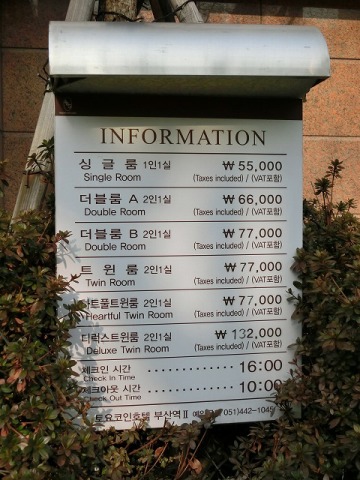 INFORMATION
싱 글 룸 1인1실 ₩ 55,000
Single Room (Taxes included) / (VAT포함)
더블룸 A 2인1실 ₩ 66,000
Double Room (Taxes included) / (VAT포함)
더블룸 B 2인1실 ₩ 77,000
Double Room (Taxes included) / (VAT포함)
트 윈 룸 2인1실 ₩ 77,000
Twin Room (Taxes included) / (VAT포함)
하트풀트윈룸 2인1실 ₩ 77,000
Heartful Twin Room (Taxes included) / (VAT포함)
디럭스트윈룸 2인1실 ₩ 132,000
Deluxe Twin Room (Taxes included) / (VAT포함)
체크인 시간 16:00
Check In Time
체크아웃 시간 10:00
Check Out Time
토요코인호텔 부산역Ⅱ 051)442-1045